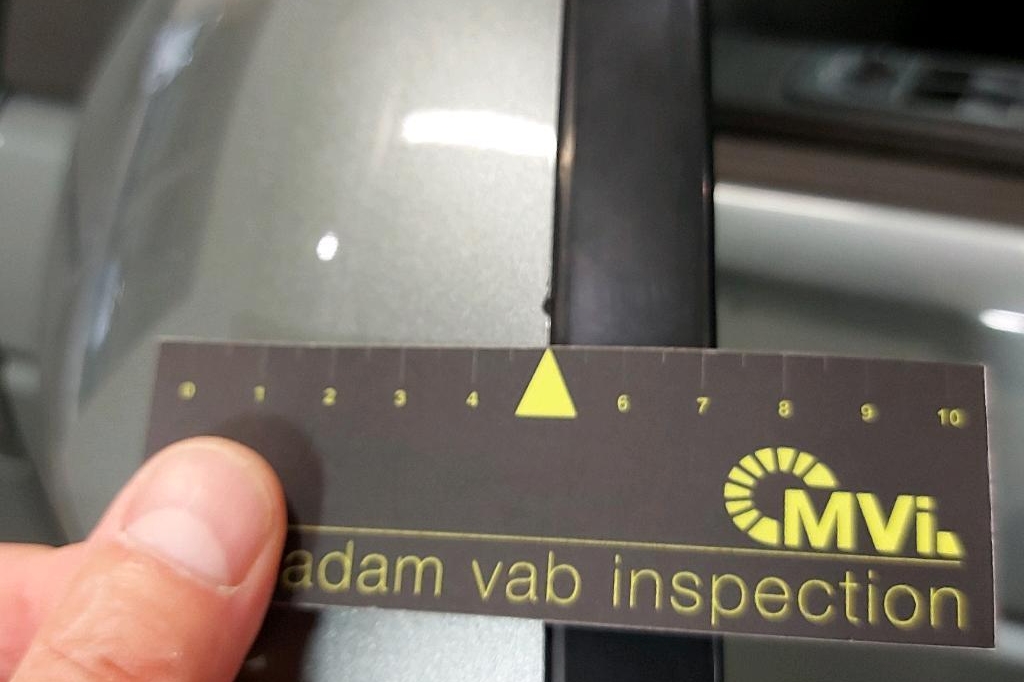 0 1 2 3 4 6 7 8 9 10
MVi.
adam vab inspection